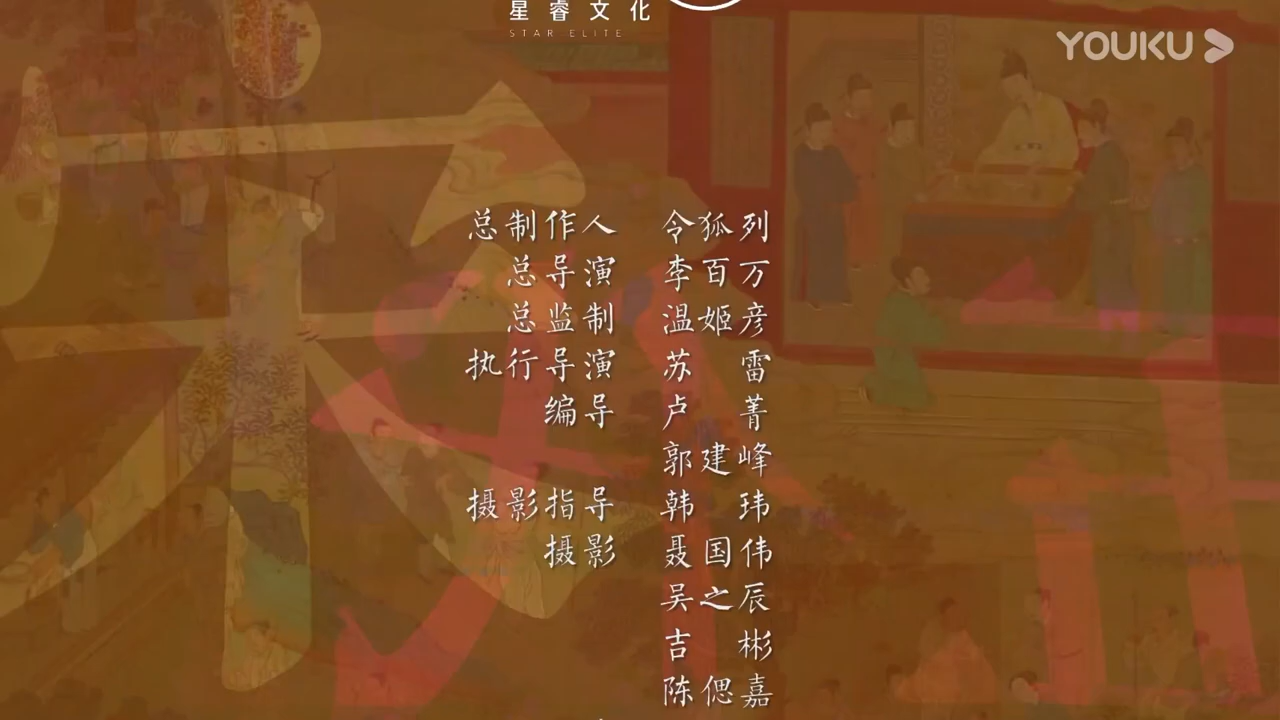 星睿文化
STAR ELITE
YOUKU
总制作人 令狐列
总导演 李百万
总监制 温姬彦
执行导演 苏雷
编导 卢菁
郭建峰
摄影指导 韩玮
摄影 聂国伟
吴之辰
吉彬
陈偲嘉